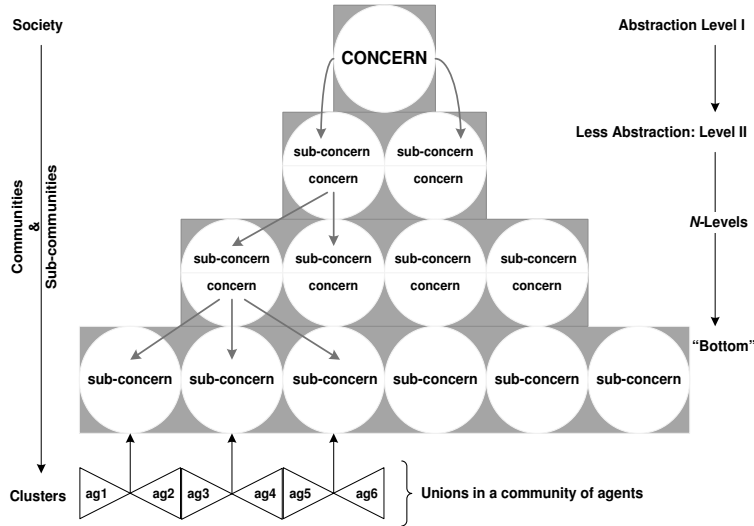 Society
Abstraction Level I
CONCERN
Less Abstraction: Level II
sub-concern
sub-concern
concern
concern
Communities
&
Sub-communities
N-Levels
sub-concern
sub-concern
sub-concern
sub-concern
concern
concern
concern
concern
“Bottom”
sub-concern
sub-concern
sub-concern
sub-concern
sub-concern
sub-concern
Clusters
ag1
ag2
ag3
ag4
ag5
ag6
Unions in a community of agents